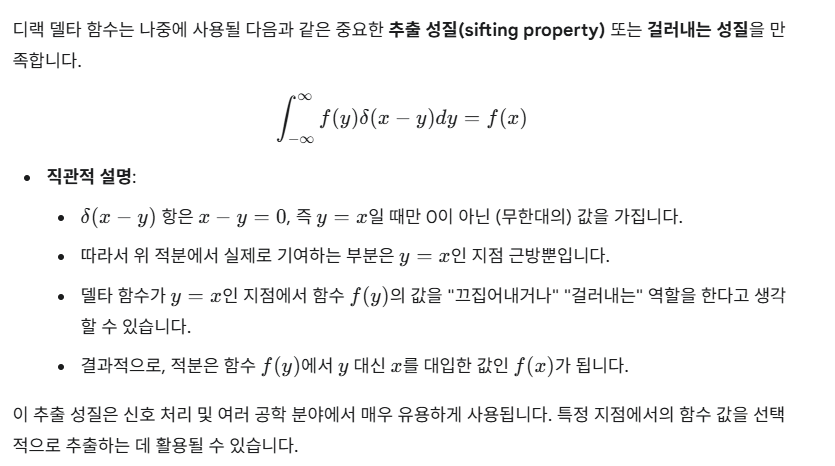 디랙 델타 함수는 나중에 사용될 다음과 같은 중요한 추출 성질(sifting property) 또는 걸러내는 성질을 만
족합니다.
∫_{-∞}^{∞} f(y)δ(x − y)dy = f(x)
• 직관적 설명:
• δ(x − y) 항은 x − y = 0, 즉 y = x일 때만 0이 아닌 (무한대의) 값을 가집니다.
• 따라서 위 적분에서 실제로 기여하는 부분은 y = x인 지점 근방뿐입니다.
• 델타 함수가 y = x인 지점에서 함수 f(y)의 값을 "끄집어내거나" "걸러내는" 역할을 한다고 생각
할 수 있습니다.
• 결과적으로, 적분은 함수 f(y)에서 y 대신 x를 대입한 값인 f(x)가 됩니다.
이 추출 성질은 신호 처리 및 여러 공학 분야에서 매우 유용하게 사용됩니다. 특정 지점에서의 함수 값을 선택
적으로 추출하는 데 활용될 수 있습니다.